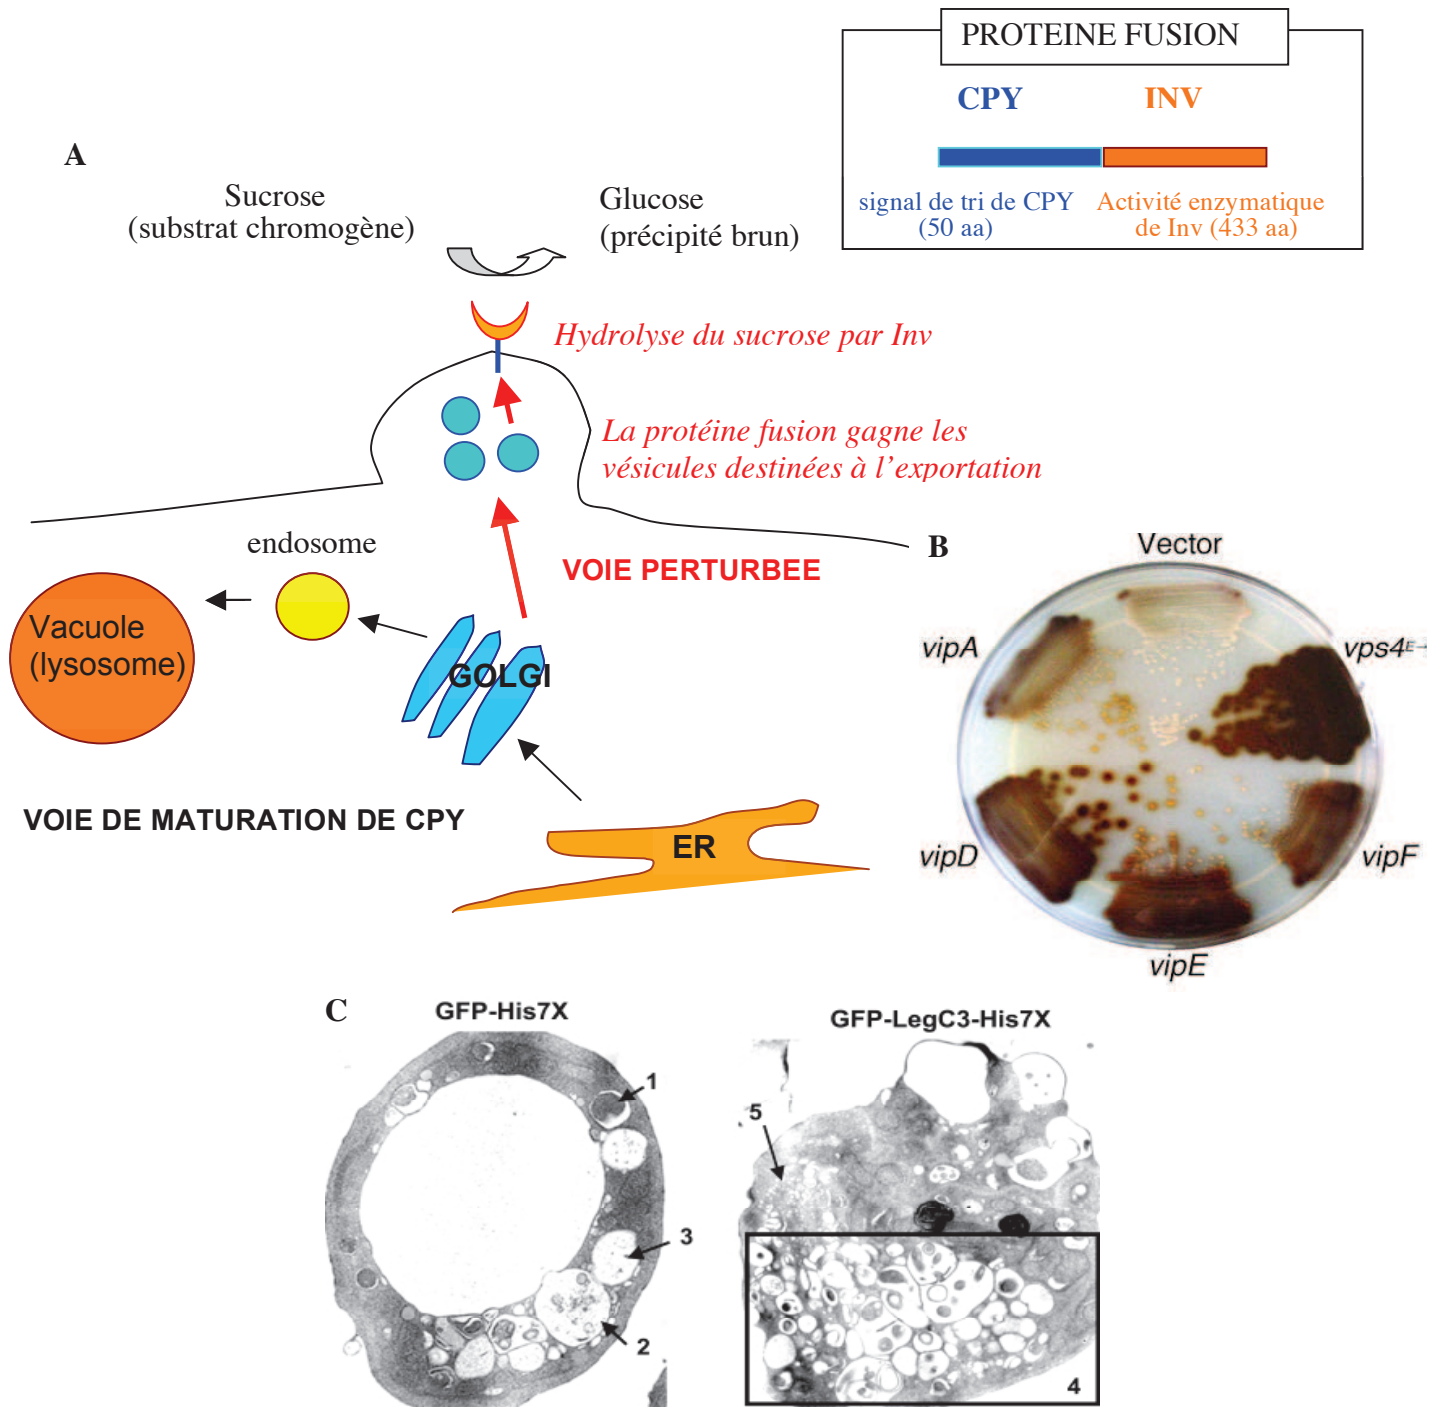 PROTEINE FUSION
CPY
INV
signal de tri de CPY
(50 aa)
Activité enzymatique
de Inv (433 aa)
A
Sucrose
(substrat chromogène)
Glucose
(précipité brun)
Hydrolyse du sucrose par Inv
La protéine fusion gagne les
vésicules destinées à l'exportation
endosome
VOIE PERTURBEE
Vacuole
(lysosome)
GOLGI
VOIE DE MATURATION DE CPY
ER
B
Vector
vipA
vipD
vipF
vipE
C
GFP-His7X
1
3
2
GFP-LegC3-His7X
5
4